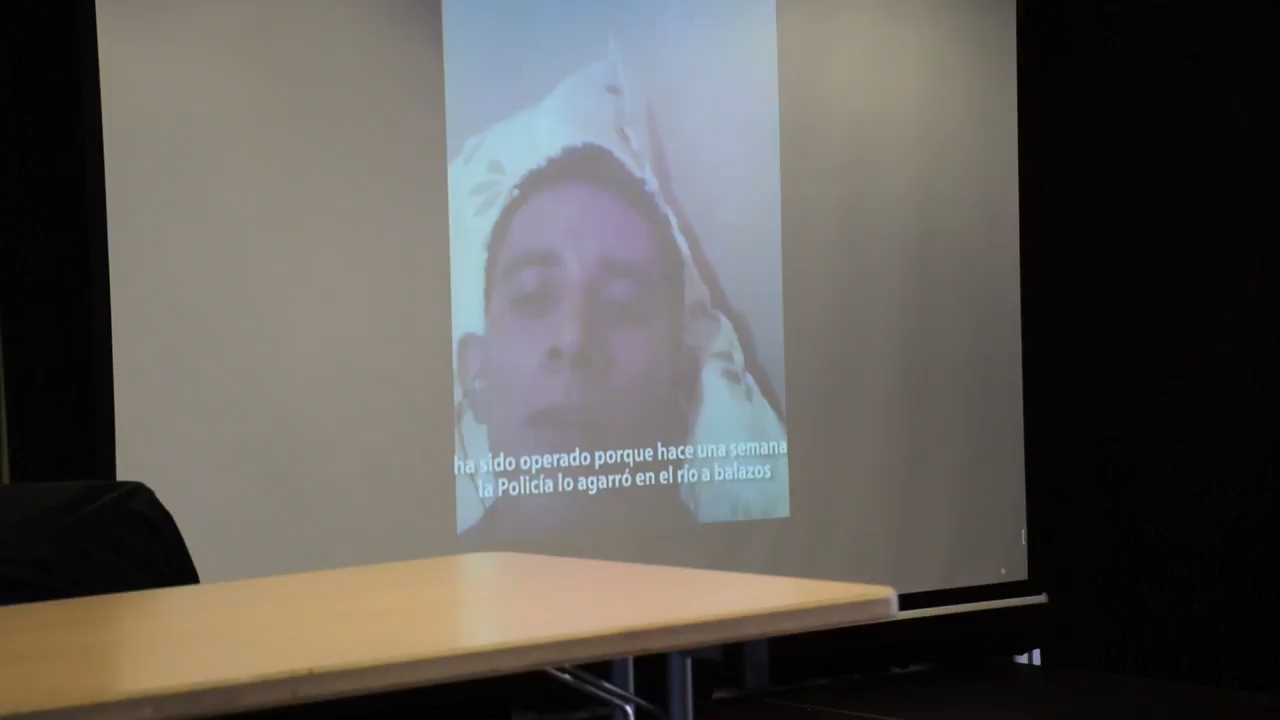 ha sido operado porque hace una semana
la Policía lo agarró en el río a balazos